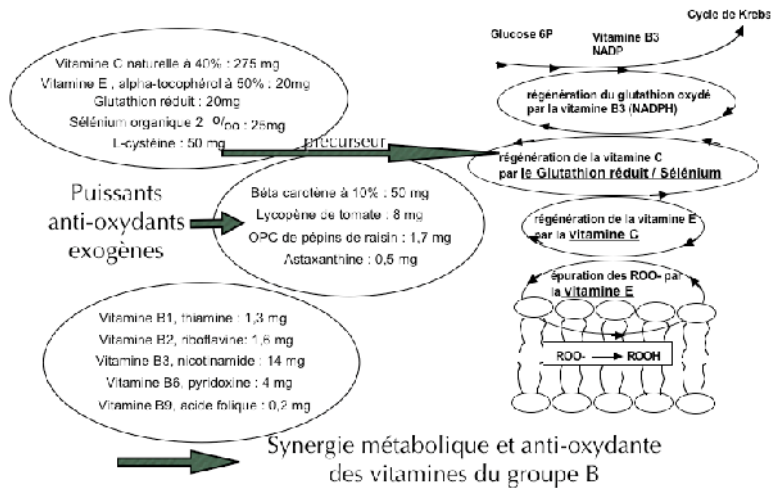 Vitamine C naturelle à 40% : 275 mg
Vitamine E , alpha-tocophérol à 50% : 20mg
Glutathion réduit : 20mg
Sélénium organique 2 º/oo : 25mg
L-cystéine : 50 mg
précurseur
Puissants
anti-oxydants
exogènes
Béta carotène à 10% : 50 mg
Lycopène de tomate : 8 mg
OPC de pépins de raisin : 1,7 mg
Astaxanthine : 0,5 mg
Vitamine B1, thiamine : 1,3 mg
Vitamine B2, riboflavine: 1,6 mg
Vitamine B3, nicotinamide : 14 mg
Vitamine B6, pyridoxine : 4 mg
Vitamine B9, acide folique : 0,2 mg
Synergie métabolique et anti-oxydante
des vitamines du groupe B
Cycle de Krebs
Glucose 6P
Vitamine B3
NADP
régénération du glutathion oxydé
par la vitamine B3 (NADPH)
régénération de la vitamine C
par le Glutathion réduit / Sélénium
régénération de la vitamine E
par la vitamine C
épuration des ROO- par
la vitamine E
ROO- ROOH